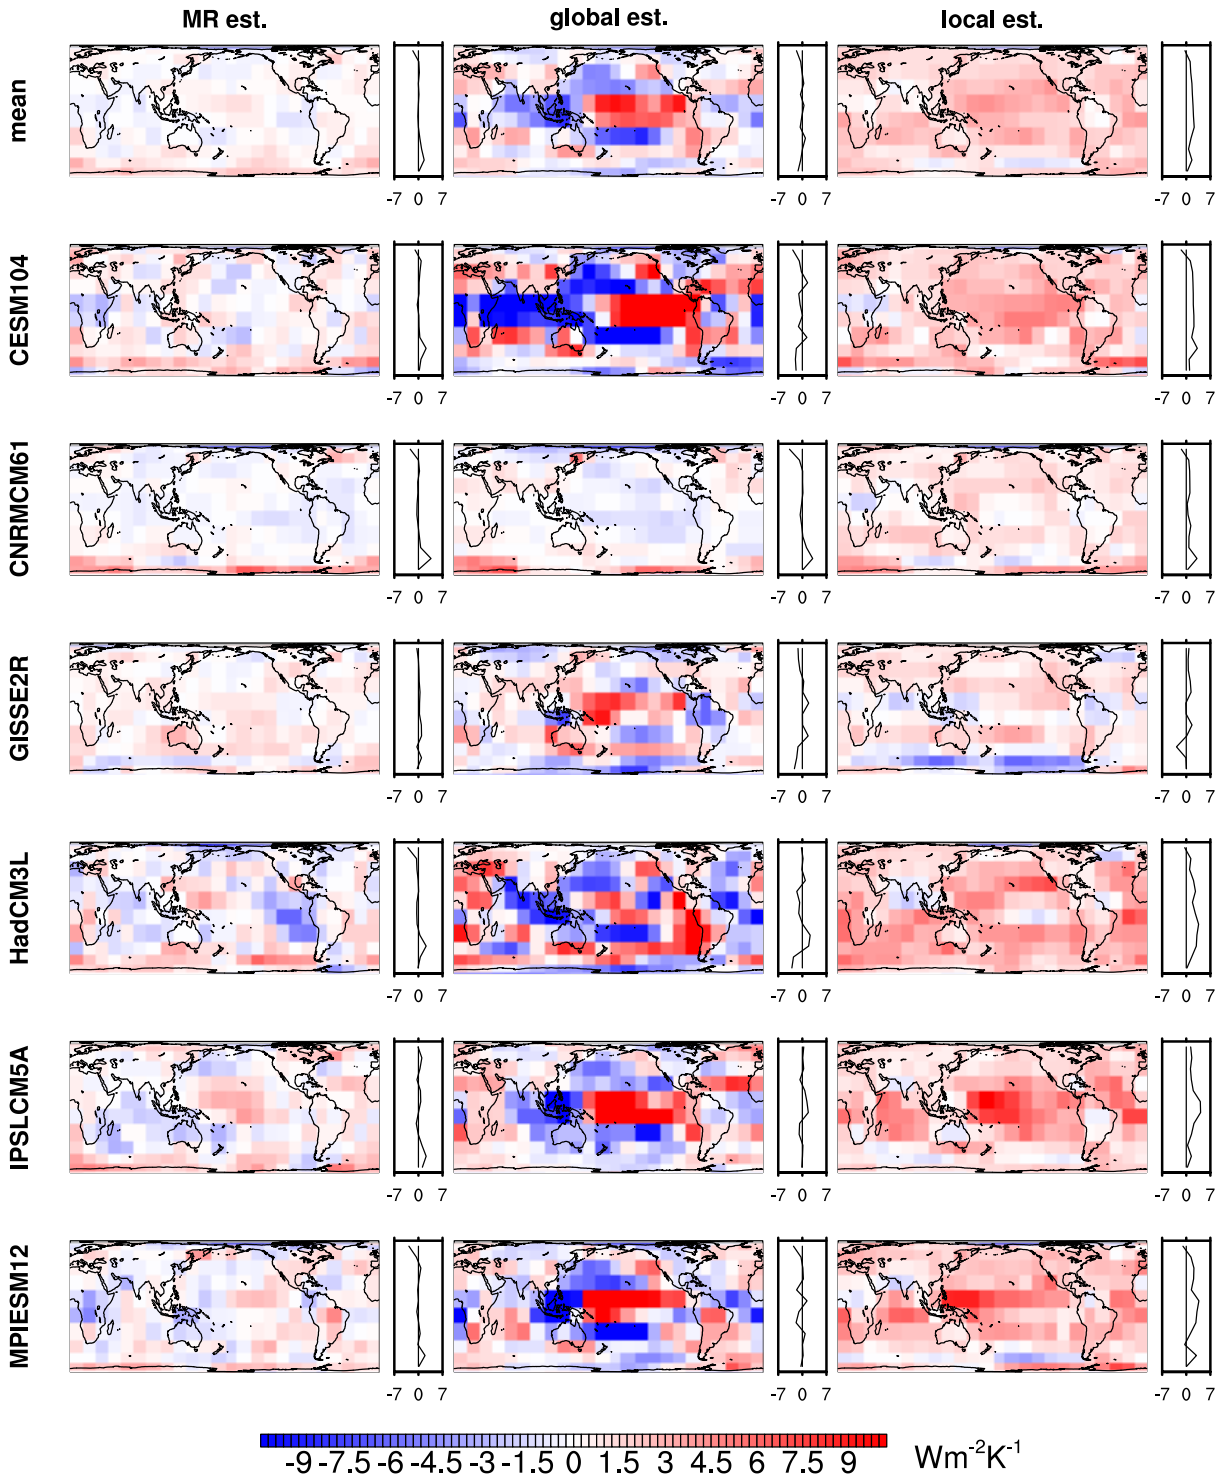 MR est. global est. local est.
mean
-7 0 7 -7 0 7 -7 0 7
CESM104
-7 0 7 -7 0 7 -7 0 7
CNRMCM61
-7 0 7 -7 0 7 -7 0 7
GISSE2R
-7 0 7 -7 0 7 -7 0 7
HadCM3L
-7 0 7 -7 0 7 -7 0 7
IPSLCM5A
-7 0 7 -7 0 7 -7 0 7
MPIESM12
-7 0 7 -7 0 7 -7 0 7
-9 -7.5 -6 -4.5 -3 -1.5 0 1.5 3 4.5 6 7.5 9 Wm⁻²K⁻¹